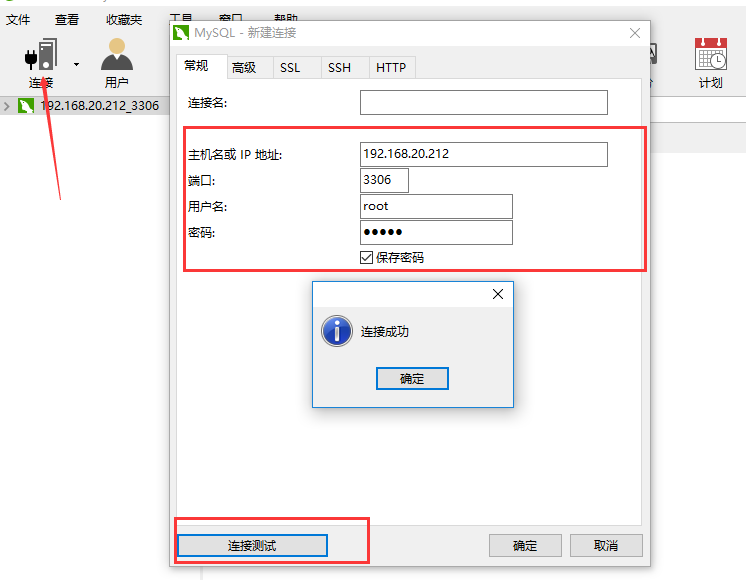 文件 查看 收藏夹 工具 窗口 帮助
MySQL - 新建连接
连接
用户
计划
192.168.20.212_3306
常规 高级 SSL SSH HTTP
连接名:
主机名或 IP 地址: 192.168.20.212
端口: 3306
用户名: root
密码: ●●●●●
保存密码
连接成功
确定
连接测试 确定 取消